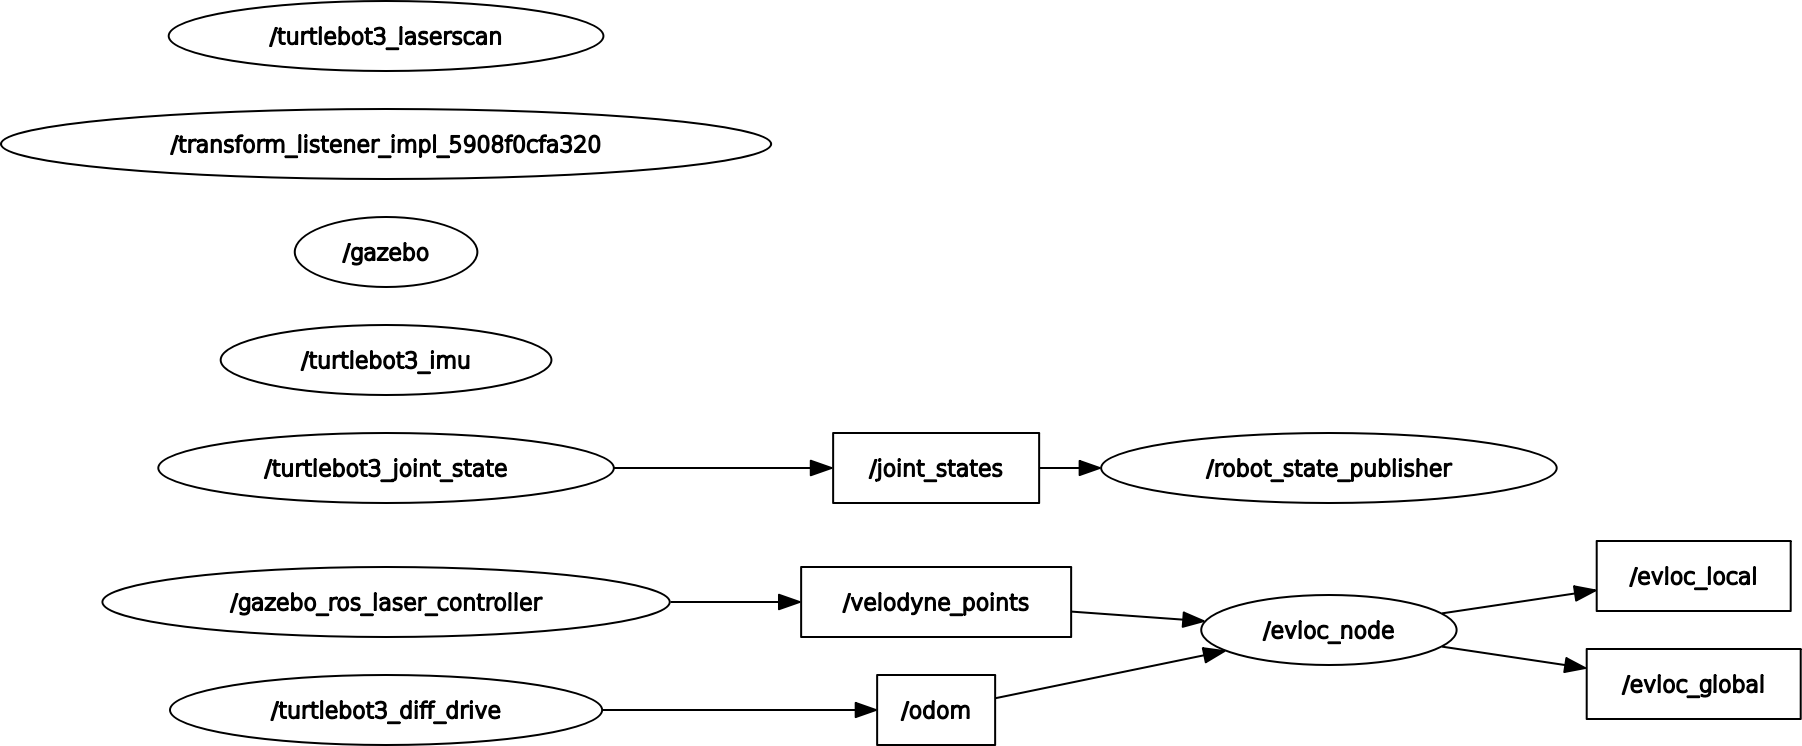 /turtlebot3_laserscan
/transform_listener_impl_5908f0cfa320
/gazebo
/turtlebot3_imu
/turtlebot3_joint_state
/joint_states
/robot_state_publisher
/gazebo_ros_laser_controller
/velodyne_points
/evloc_node
/evloc_local
/turtlebot3_diff_drive
/odom
/evloc_global